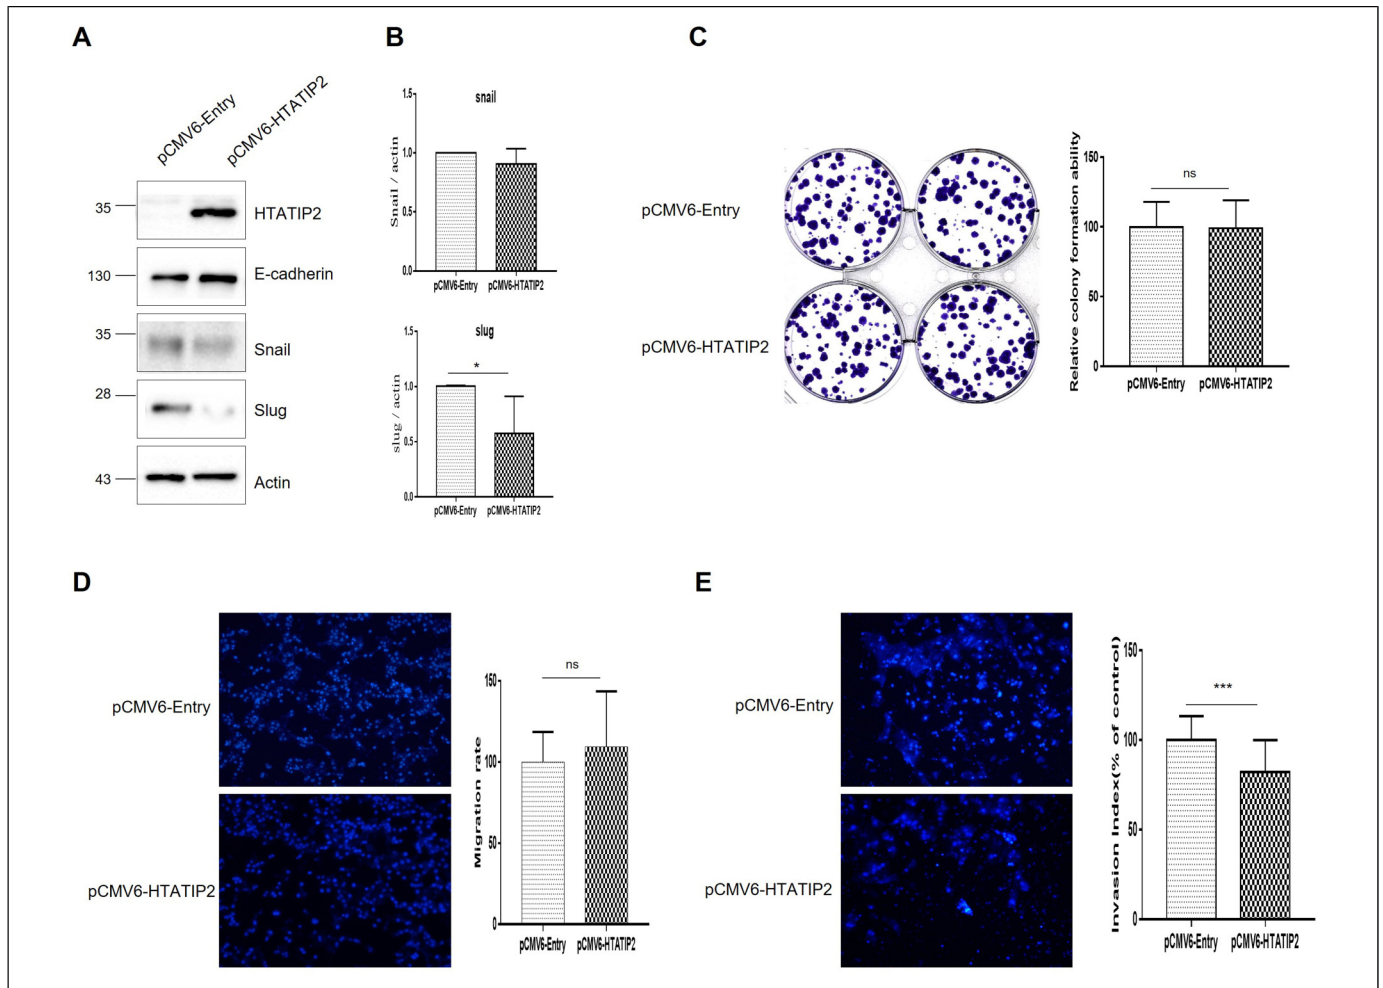 A
pCMV6-Entry
pCMV6-HTATIP2
35
HTATIP2
130
E-cadherin
35
Snail
28
Slug
43
Actin
B
snail
Snail / actin
1.5
1.0
0.5
0.0
pCMV6-Entry
pCMV6-HTATIP2
slug
slug / actin
1.5
*
1.0
0.5
0.0
pCMV6-Entry
pCMV6-HTATIP2
C
pCMV6-Entry
pCMV6-HTATIP2
Relative colony formation ability
150
ns
100
50
0
pCMV6-Entry
pCMV6-HTATIP2
D
pCMV6-Entry
pCMV6-HTATIP2
Migration rate
150
ns
100
50
0
pCMV6-Entry
pCMV6-HTATIP2
E
pCMV6-Entry
pCMV6-HTATIP2
Invasion Index(% of control)
150
***
100
50
0
pCMV6-Entry
pCMV6-HTATIP2